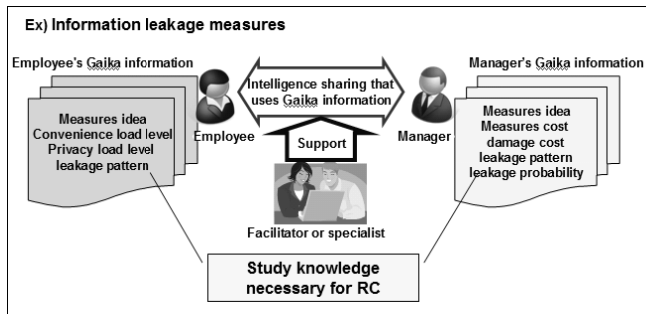 Ex) Information leakage measures
Employee's Gaika information
Manager's Gaika information
Intelligence sharing that
uses Gaika information
Measures idea
Convenience load level
Privacy load level
leakage pattern
Employee
Manager
Measures idea
Measures cost
damage cost
leakage pattern
leakage probability
Support
Facilitator or specialist
Study knowledge
necessary for RC